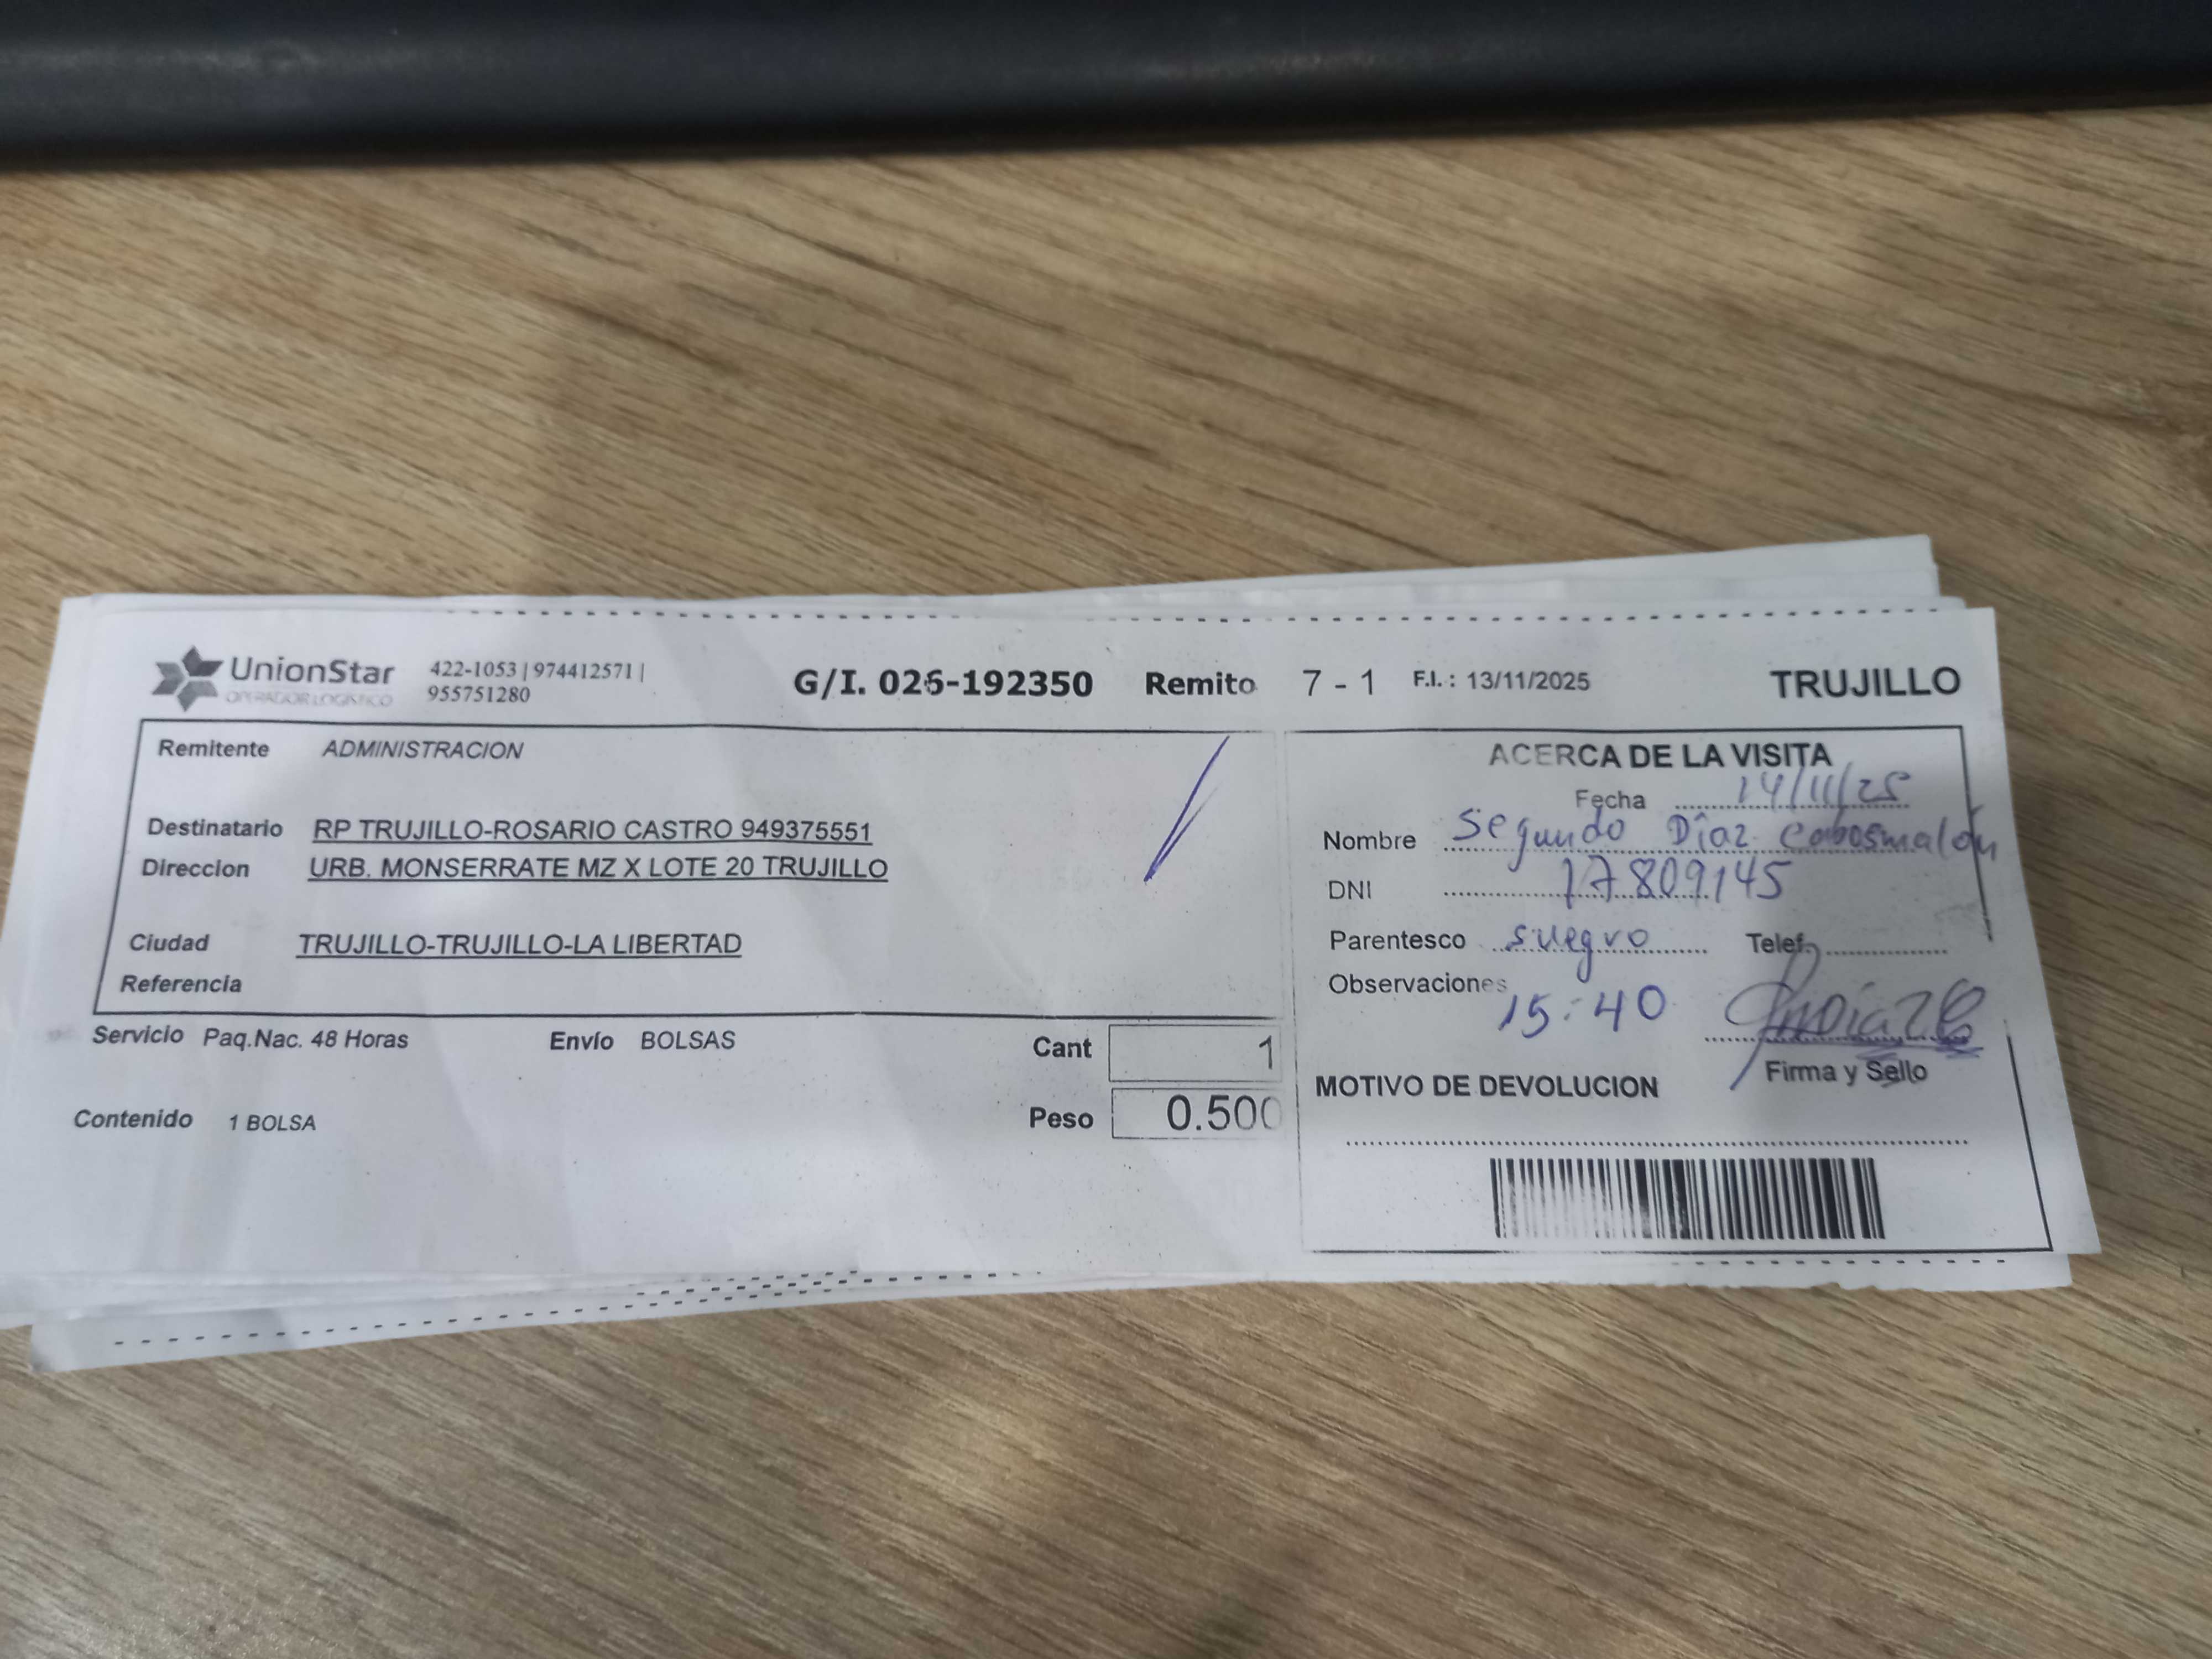 UnionStar
OPERADOR LOGISTICO
422-1053 | 974412571 |
955751280
G/I. 026-192350 Remito 7 - 1 F.I. : 13/11/2025 TRUJILLO
Remitente ADMINISTRACION
Destinatario RP TRUJILLO-ROSARIO CASTRO 949375551
Direccion URB. MONSERRATE MZ X LOTE 20 TRUJILLO
Ciudad TRUJILLO-TRUJILLO-LA LIBERTAD
Referencia
Servicio Paq.Nac. 48 Horas Envío BOLSAS Cant 1
Contenido 1 BOLSA Peso 0.500
ACERCA DE LA VISITA
Fecha 14/11/25
Nombre Segundo Díaz
DNI 17809145
Parentesco suegro Telef.
Observaciones
15:40
Firma y Sello
MOTIVO DE DEVOLUCION